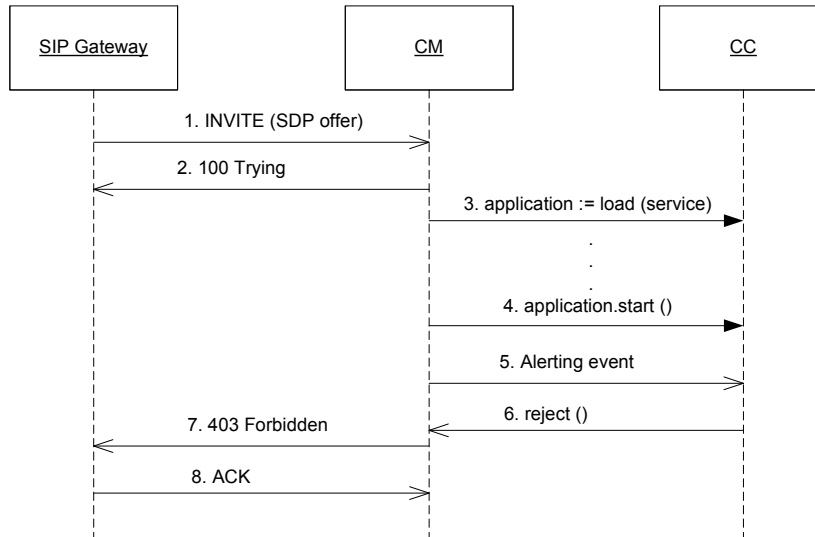 SIP Gateway
CM
CC
1. INVITE (SDP offer)
2. 100 Trying
3. application := load (service)
.
.
.
4. application.start ()
5. Alerting event
6. reject ()
7. 403 Forbidden
8. ACK